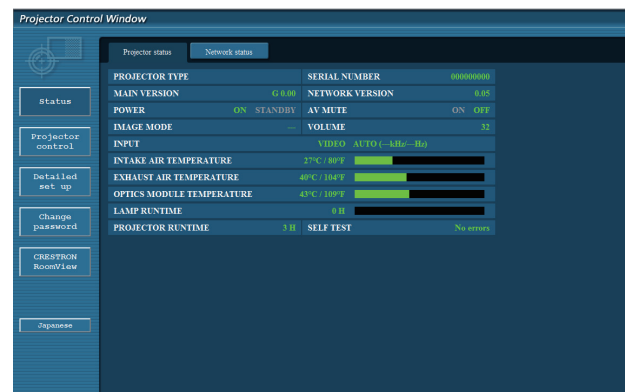 Projector Control Window
Projector status Network status
Status
Projector control
Detailed set up
Change password
CRESTRON RoomView
Japanese
PROJECTOR TYPE SERIAL NUMBER 000000000
MAIN VERSION G 0.00 NETWORK VERSION 0.05
POWER ON STANDBY AV MUTE ON OFF
IMAGE MODE --- VOLUME 32
INPUT VIDEO AUTO (---kHz/---Hz)
INTAKE AIR TEMPERATURE 27°C / 80°F
EXHAUST AIR TEMPERATURE 40°C / 104°F
OPTICS MODULE TEMPERATURE 43°C / 109°F
LAMP RUNTIME 0 H
PROJECTOR RUNTIME 3 H SELF TEST No errors